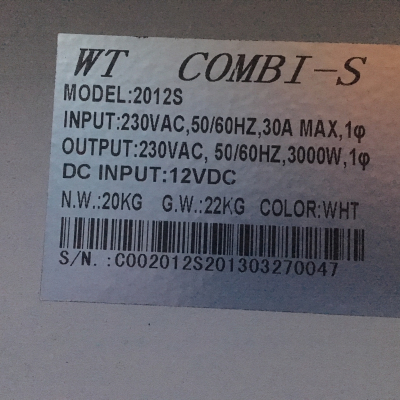 WT COMBI-S
MODEL:2012S
INPUT:230VAC,50/60HZ,30A MAX,1φ
OUTPUT:230VAC, 50/60HZ,3000W,1φ
DC INPUT:12VDC
N.W.:20KG G.W.:22KG COLOR:WHT
S/N. :C002012S201303270047